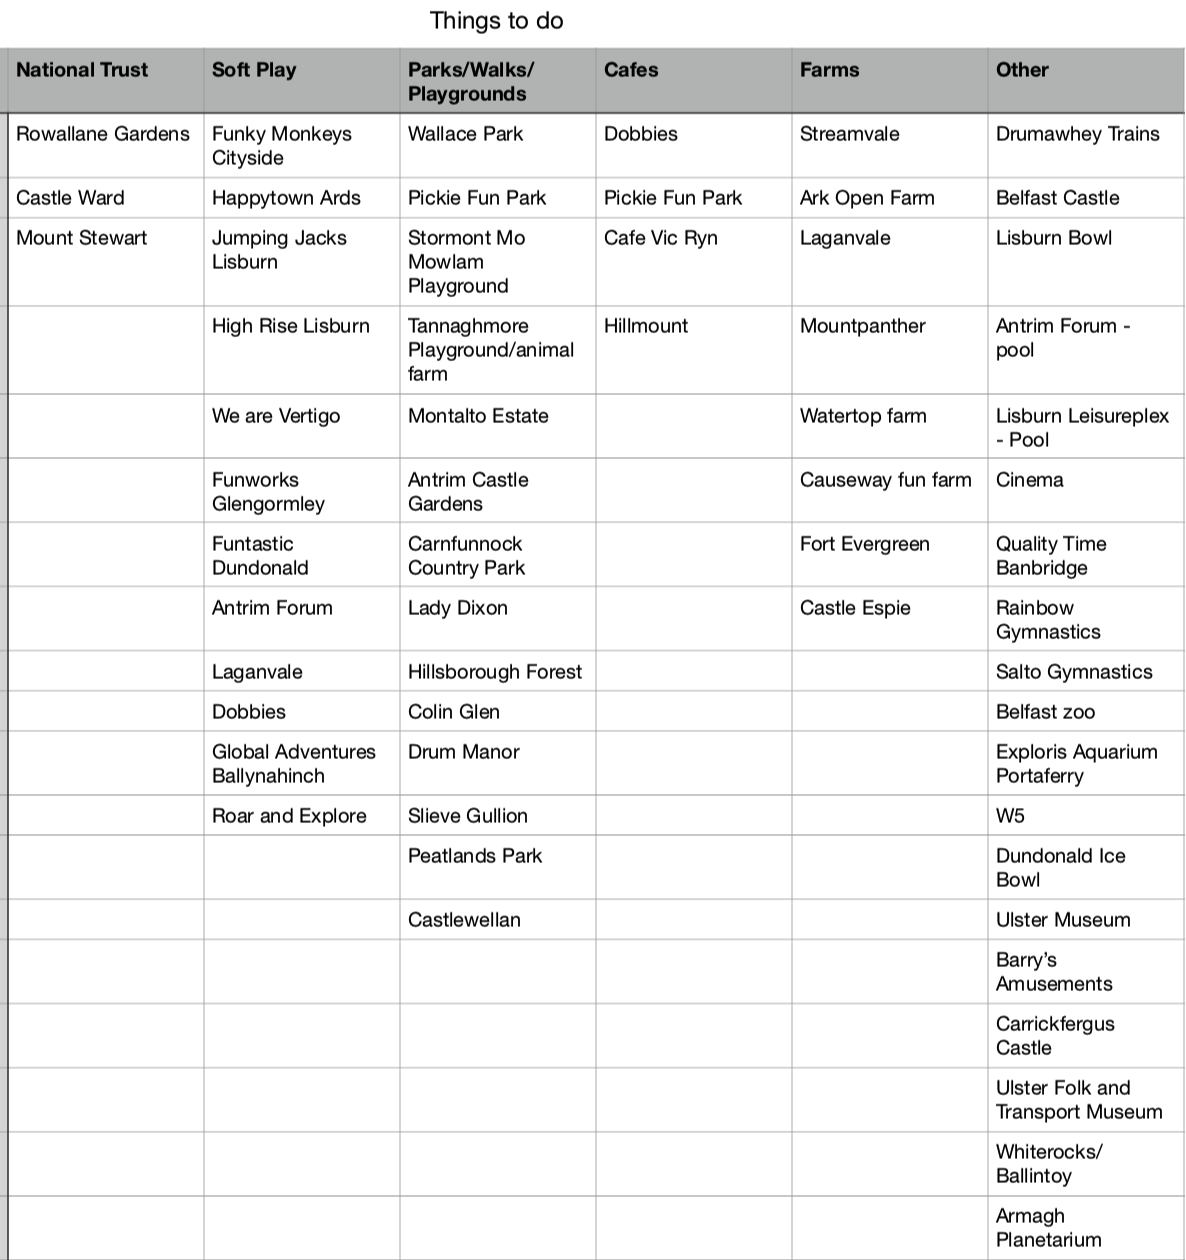 Things to do
National Trust
Soft Play
Parks/Walks/
Playgrounds
Cafes
Farms
Other
Rowallane Gardens
Funky Monkeys
Cityside
Wallace Park
Dobbies
Streamvale
Drumawhey Trains
Castle Ward
Happytown Ards
Pickie Fun Park
Pickie Fun Park
Ark Open Farm
Belfast Castle
Mount Stewart
Jumping Jacks
Lisburn
Stormont Mo
Mowlam
Playground
Cafe Vic Ryn
Laganvale
Lisburn Bowl
High Rise Lisburn
Tannaghmore
Playground/animal
farm
Hillmount
Mountpanther
Antrim Forum -
pool
We are Vertigo
Montalto Estate
Watertop farm
Lisburn Leisureplex
- Pool
Funworks
Glengormley
Antrim Castle
Gardens
Causeway fun farm
Cinema
Funtastic
Dundonald
Carnfunnock
Country Park
Fort Evergreen
Quality Time
Banbridge
Antrim Forum
Lady Dixon
Castle Espie
Rainbow
Gymnastics
Laganvale
Hillsborough Forest
Salto Gymnastics
Dobbies
Colin Glen
Belfast zoo
Global Adventures
Ballynahinch
Drum Manor
Exploris Aquarium
Portaferry
Roar and Explore
Slieve Gullion
W5
Peatlands Park
Dundonald Ice
Bowl
Castlewellan
Ulster Museum
Barry’s
Amusements
Carrickfergus
Castle
Ulster Folk and
Transport Museum
Whiterocks/
Ballintoy
Armagh
Planetarium